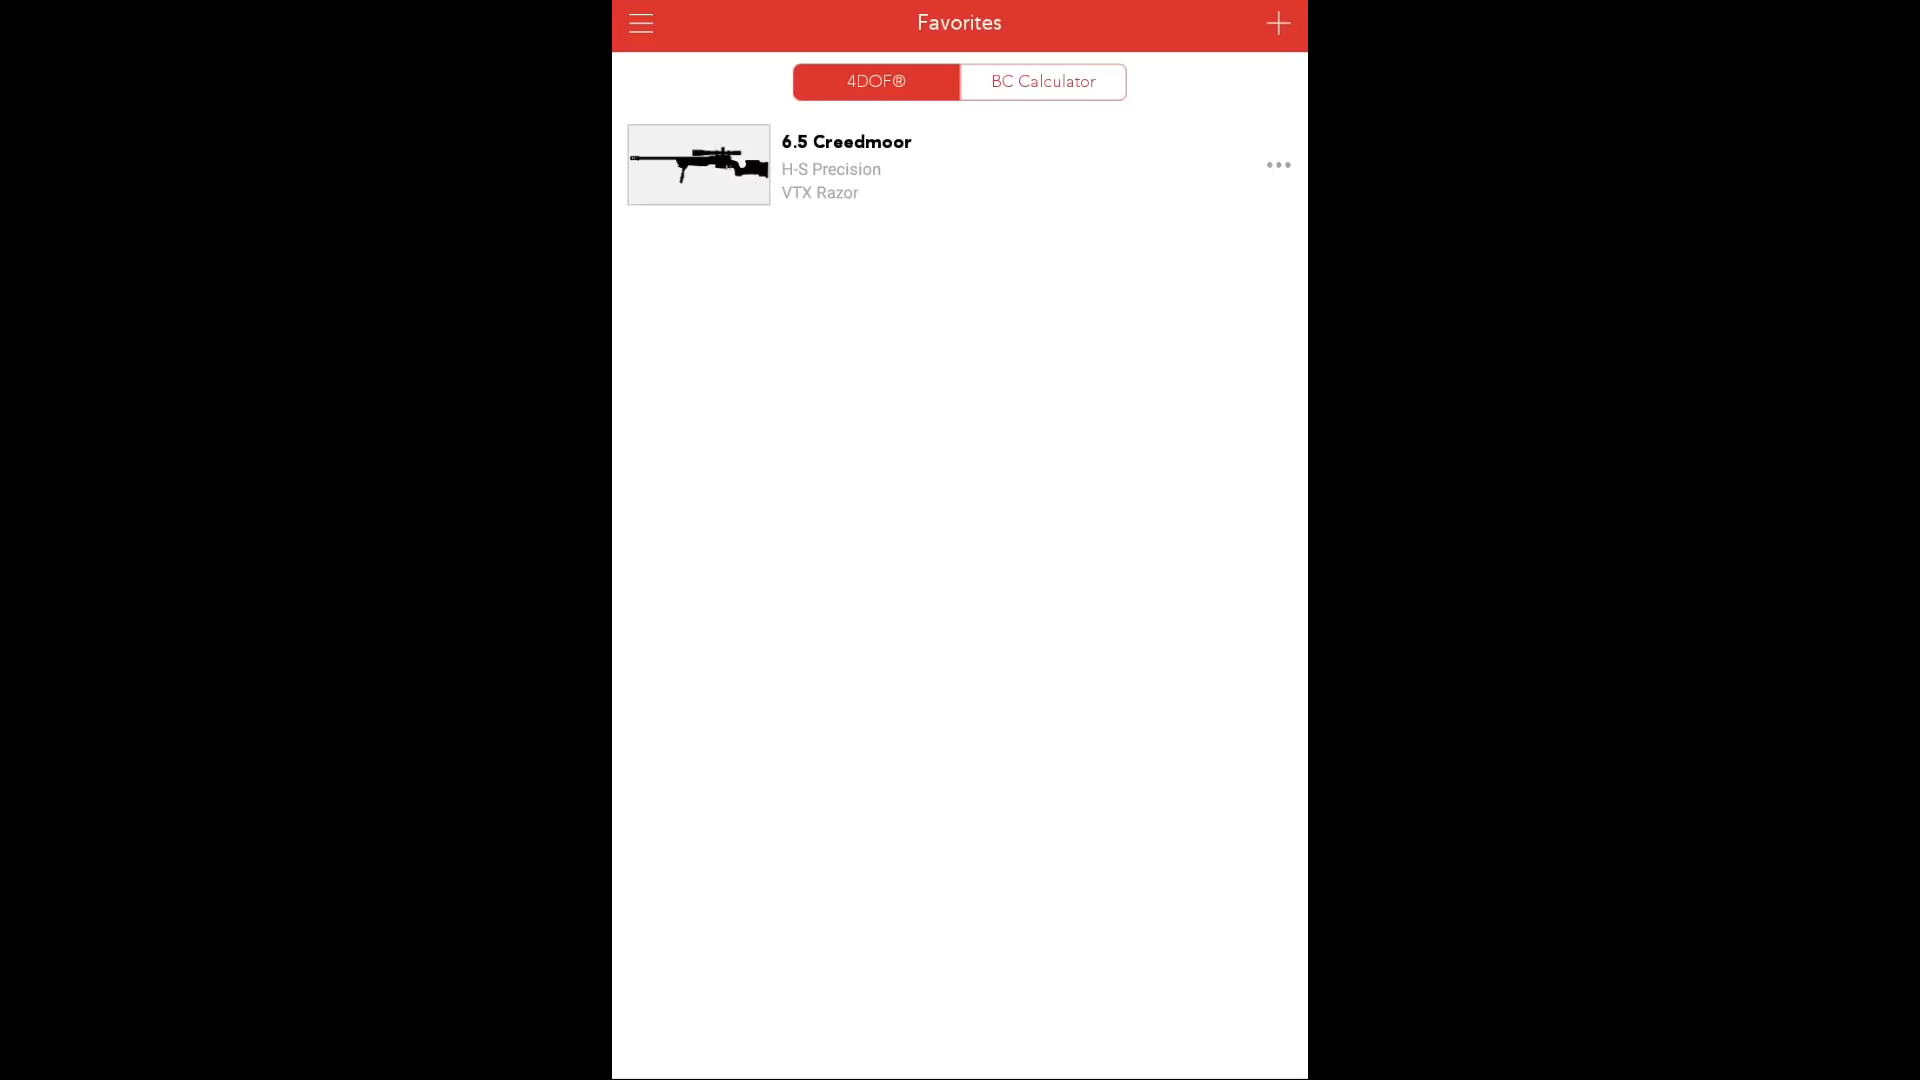 Favorites
4DOF®
BC Calculator
6.5 Creedmoor
H-S Precision
VTX Razor